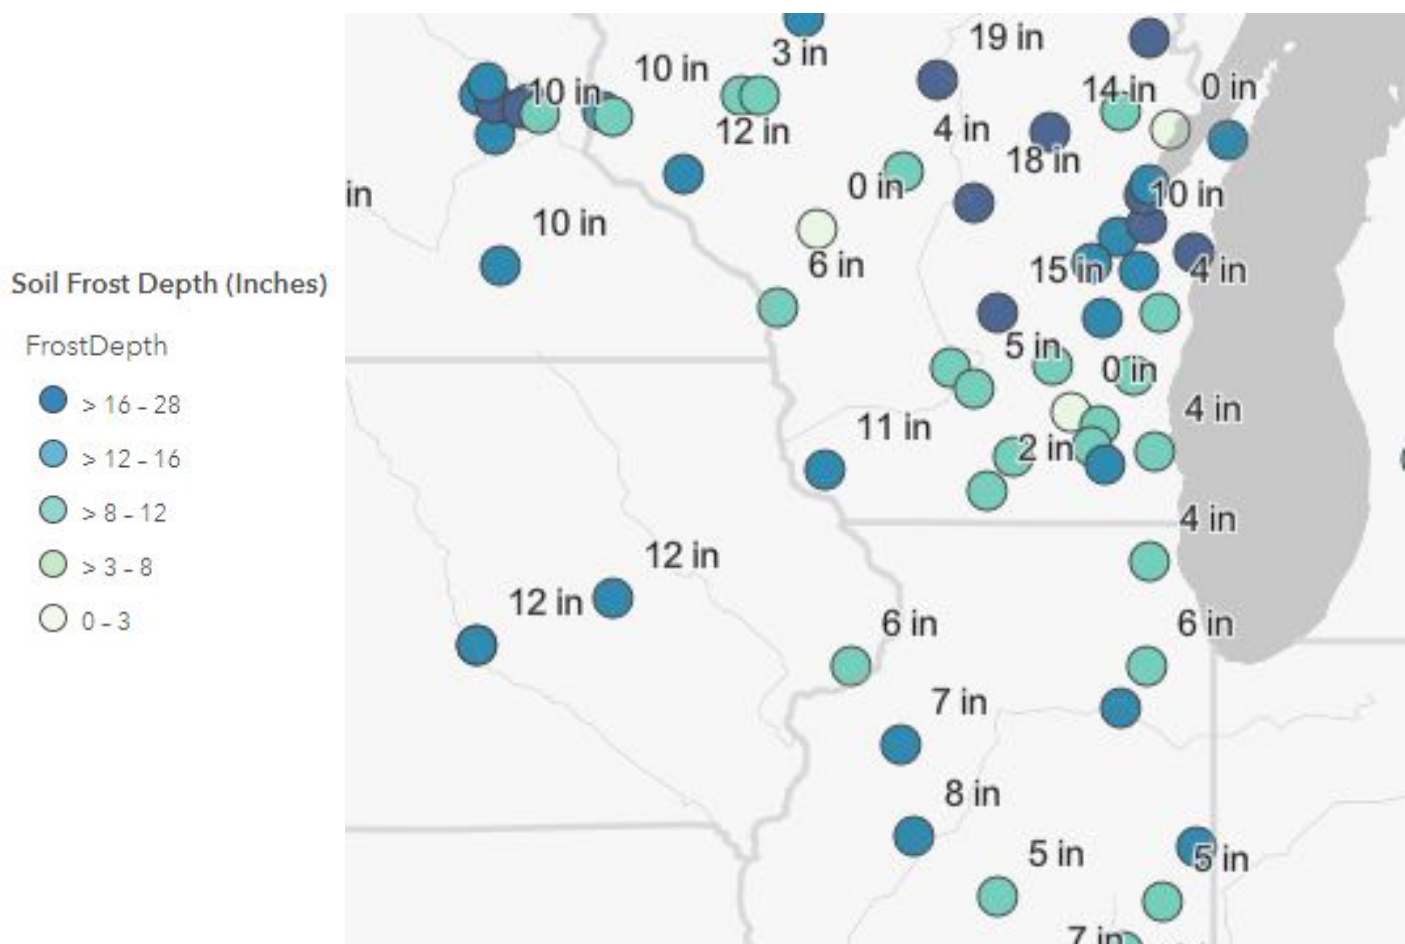 Soil Frost Depth (Inches)
FrostDepth
> 16 - 28
> 12 - 16
> 8 - 12
> 3 - 8
0 - 3
19 in
3 in
10 in
10 in
14 in
0 in
12 in
4 in
18 in
0 in
10 in
in
10 in
6 in
15 in
4 in
5 in
0 in
4 in
11 in
2 in
4 in
12 in
12 in
6 in
6 in
7 in
8 in
5 in
5 in
7 in